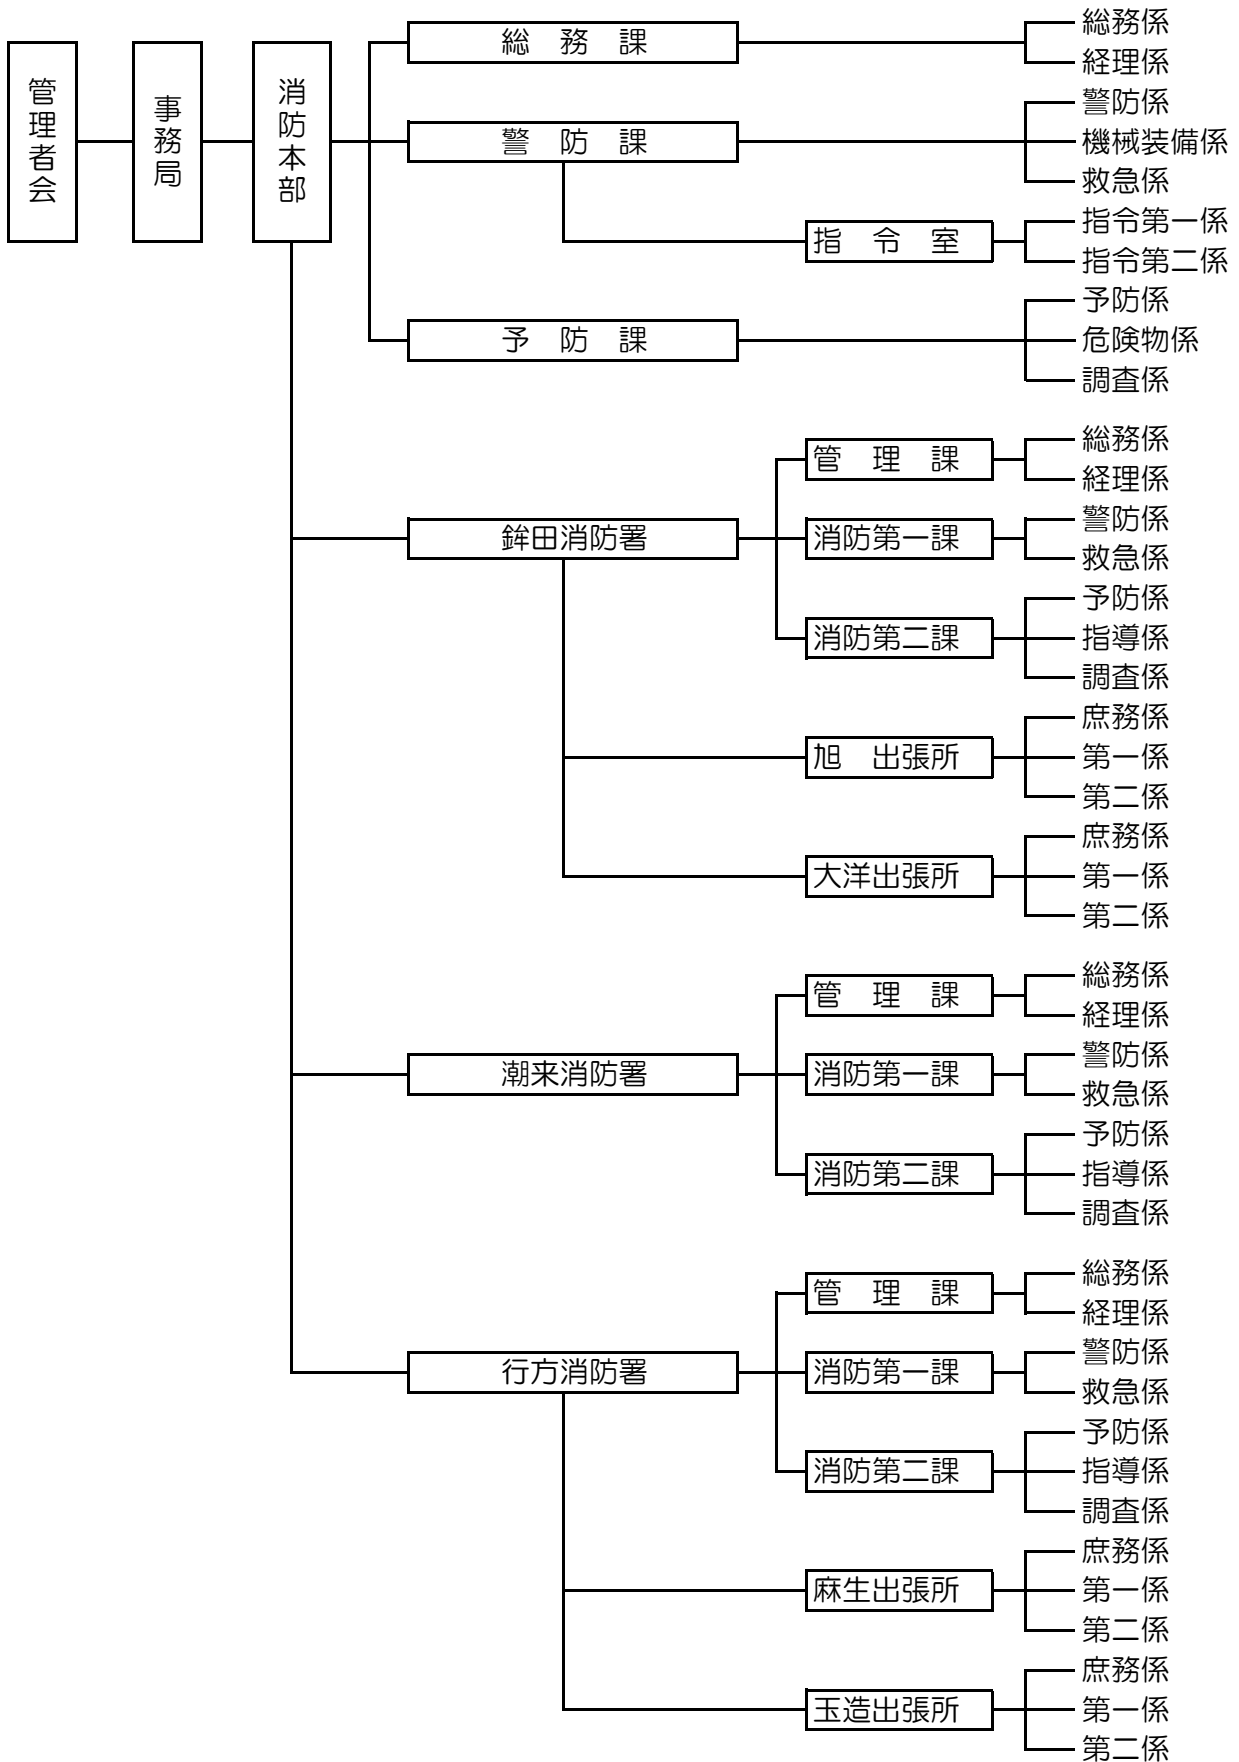 管理者会
事務局
消防本部
総　務　課
総務係
経理係
警　防　課
警防係
機械装備係
救急係
指　令　室
指令第一係
指令第二係
予　防　課
予防係
危険物係
調査係
鉾田消防署
管　理　課
総務係
経理係
消防第一課
警防係
救急係
消防第二課
予防係
指導係
調査係
旭　出張所
庶務係
第一係
第二係
大洋出張所
庶務係
第一係
第二係
潮来消防署
管　理　課
総務係
経理係
消防第一課
警防係
救急係
消防第二課
予防係
指導係
調査係
行方消防署
管　理　課
総務係
経理係
消防第一課
警防係
救急係
消防第二課
予防係
指導係
調査係
麻生出張所
庶務係
第一係
第二係
玉造出張所
庶務係
第一係
第二係